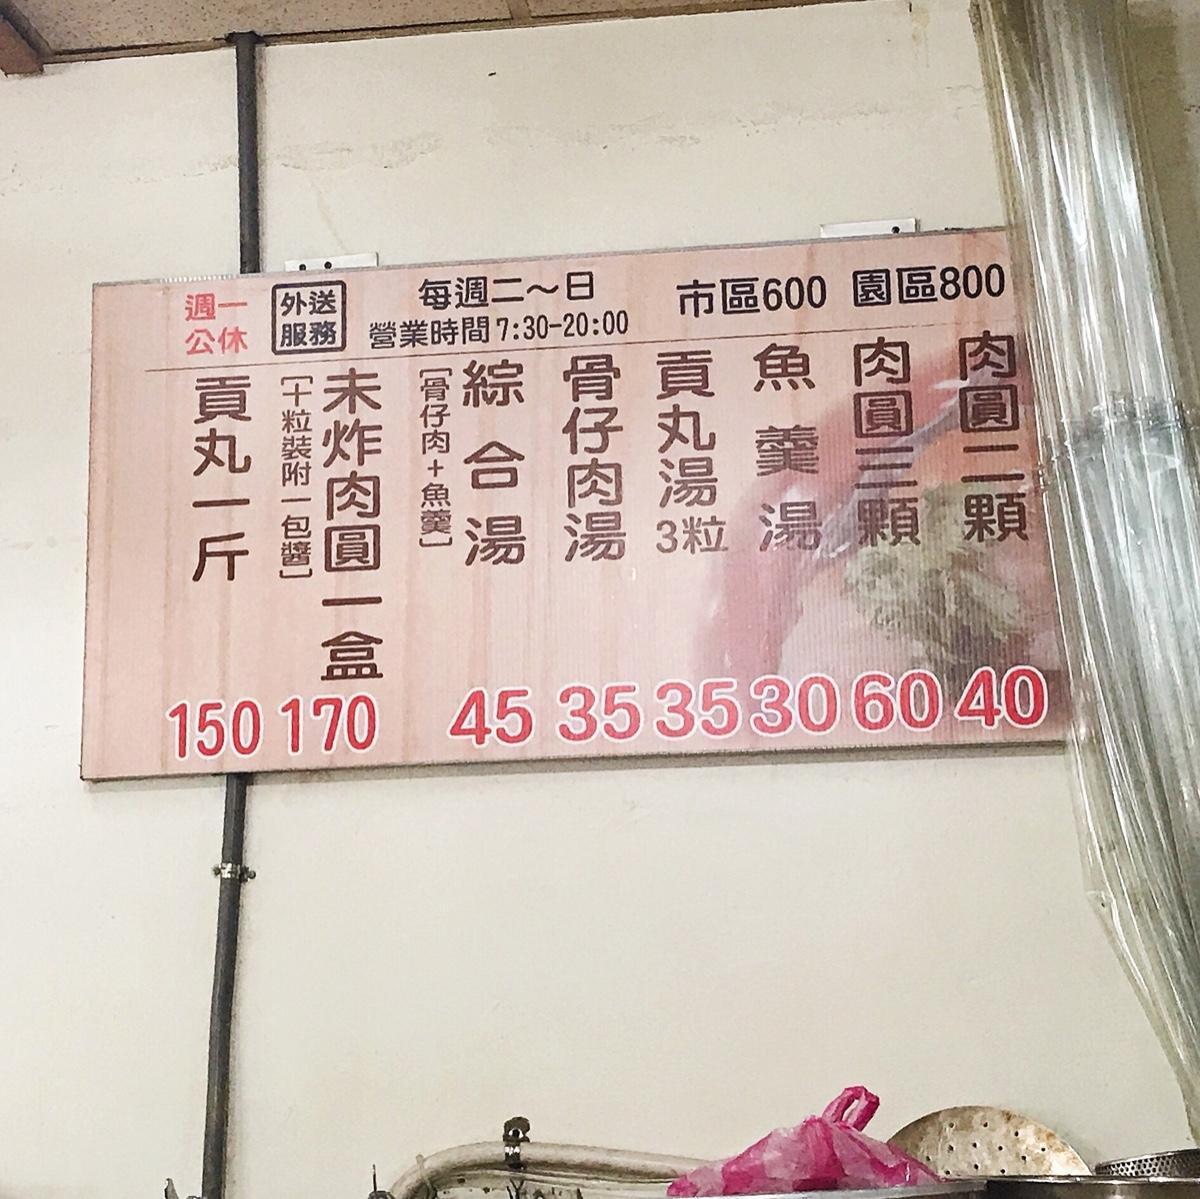 週一
公休
外送
服務
每週二～日
營業時間7:30-20:00
市區600
園區800
肉圓二顆 40
肉圓三顆 60
魚羹湯 30
貢丸湯3粒 35
骨仔肉湯 35
綜合湯 45
[骨仔肉+魚羹]
未炸肉圓一盒 170
[十粒裝附一包醬]
貢丸一斤 150